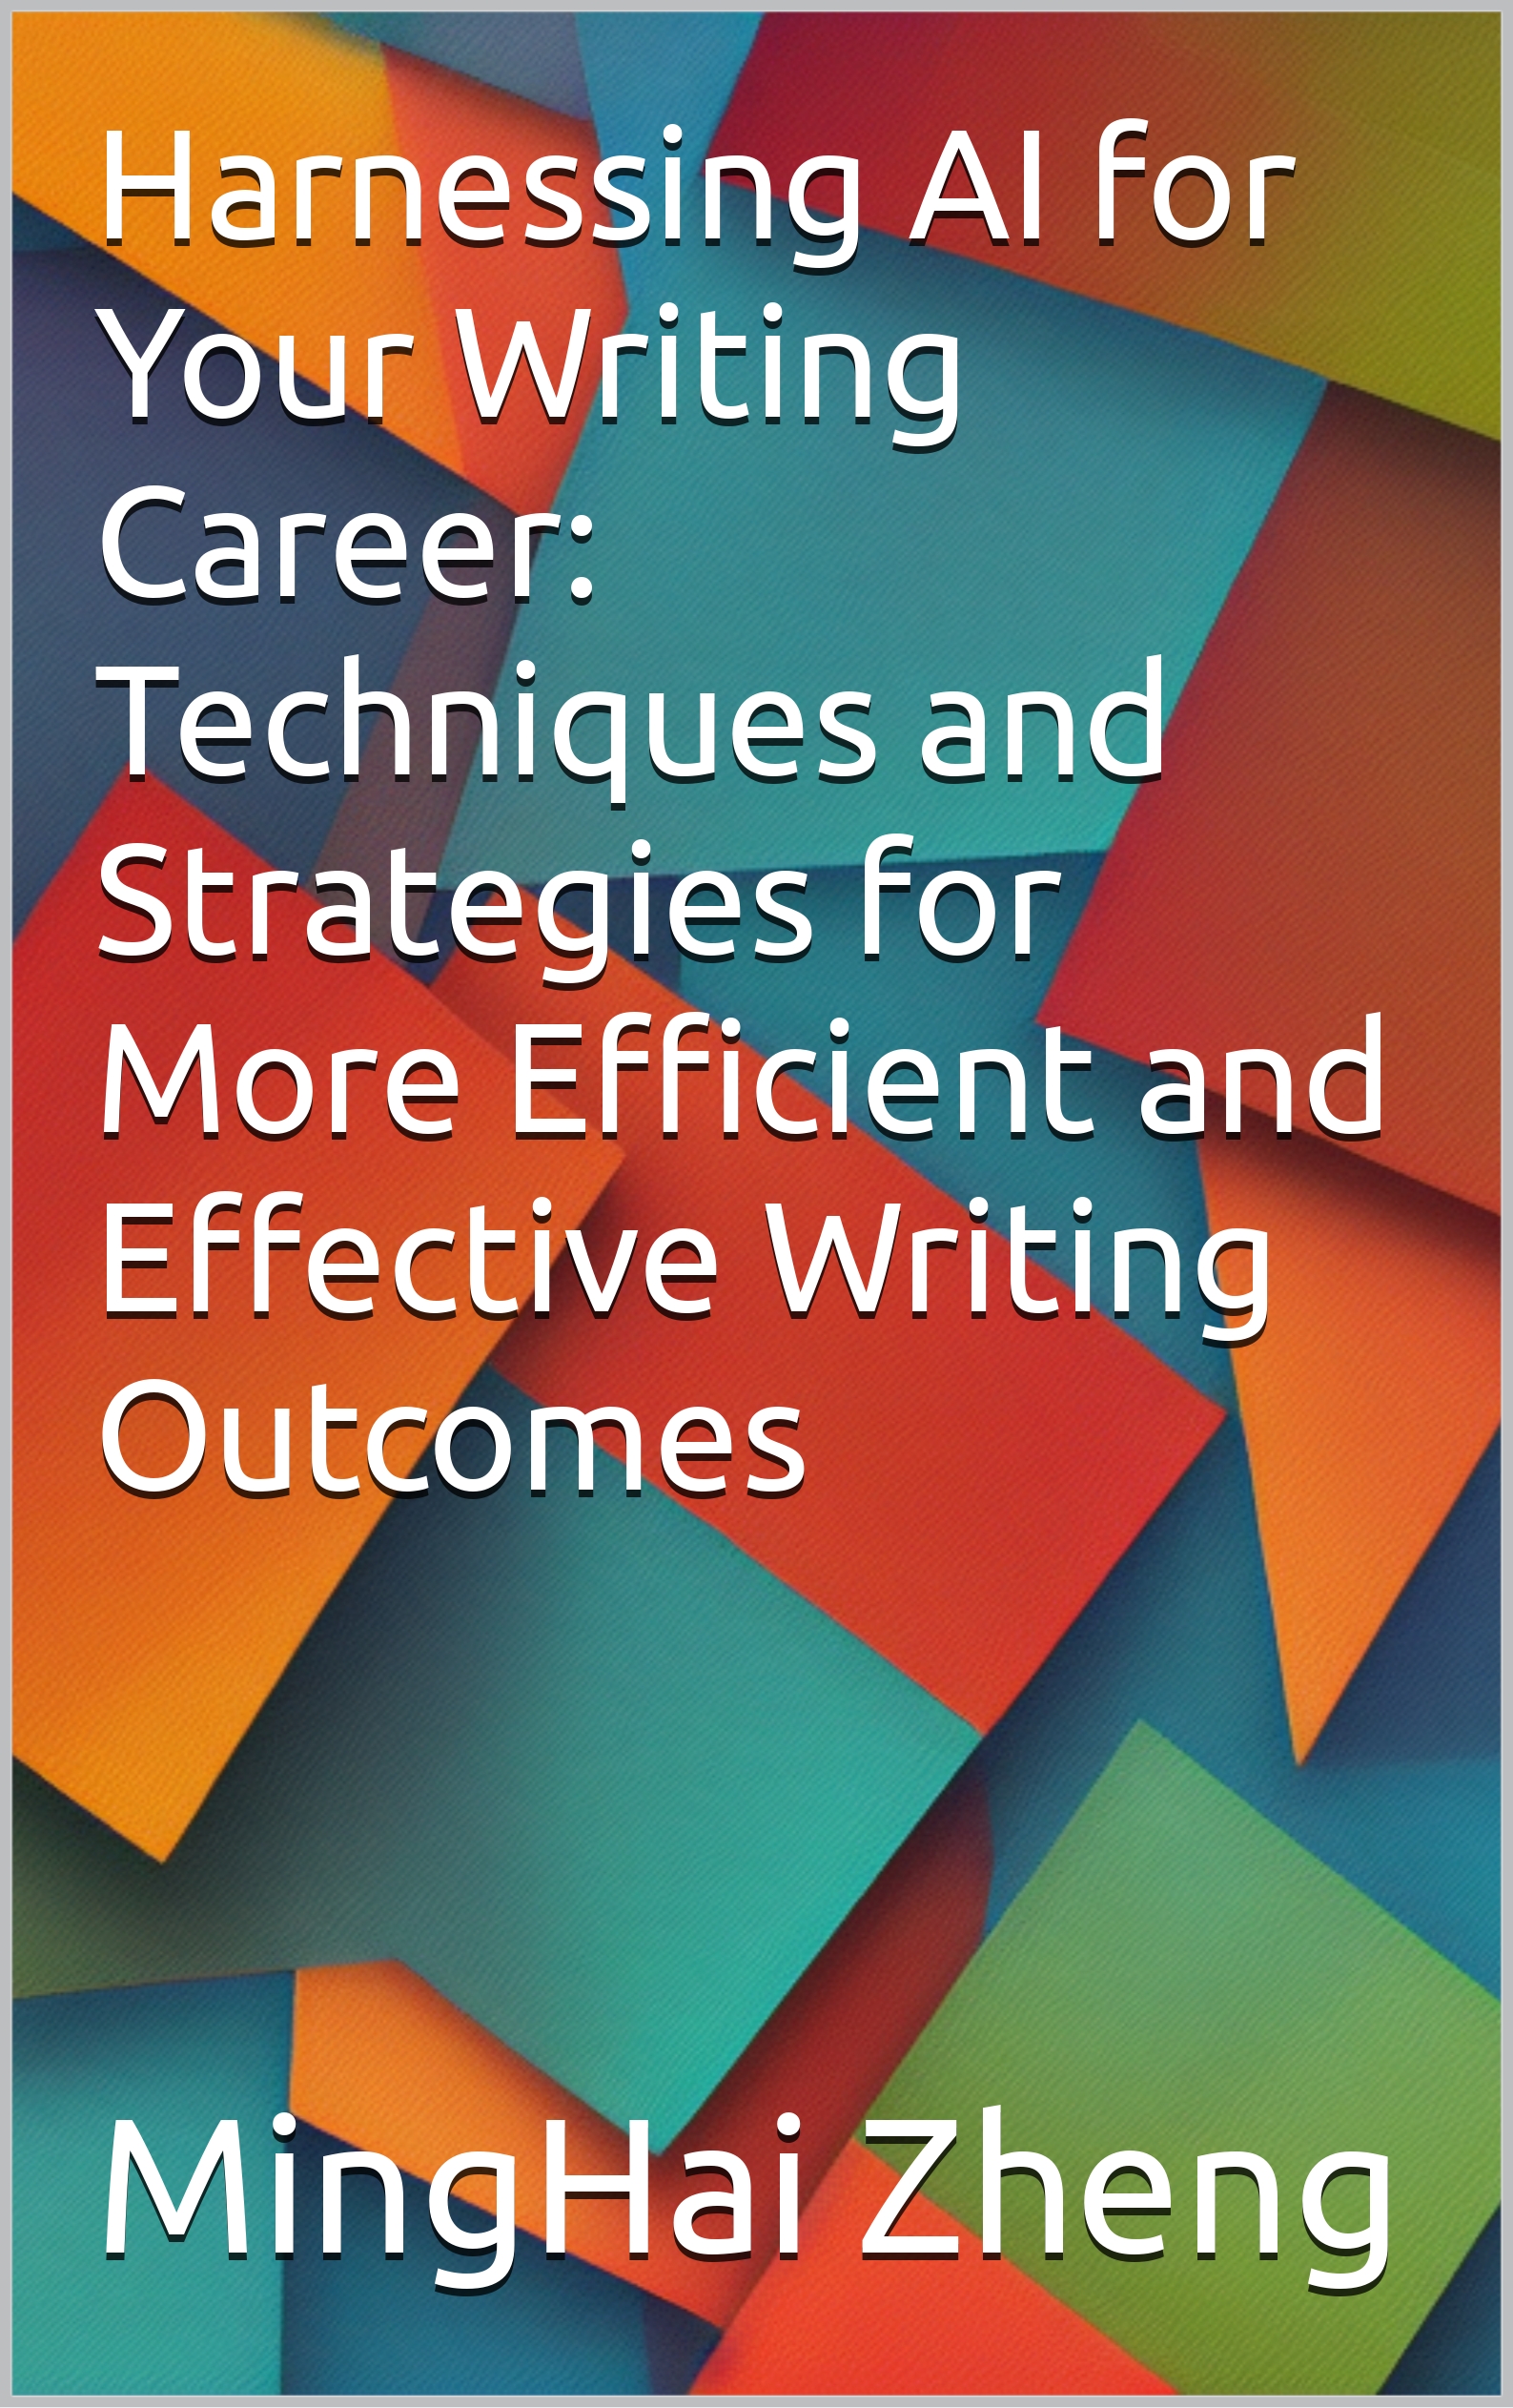 Harnessing AI for
Your Writing
Career:
Techniques and
Strategies for
More Efficient and
Effective Writing
Outcomes
MingHai Zheng